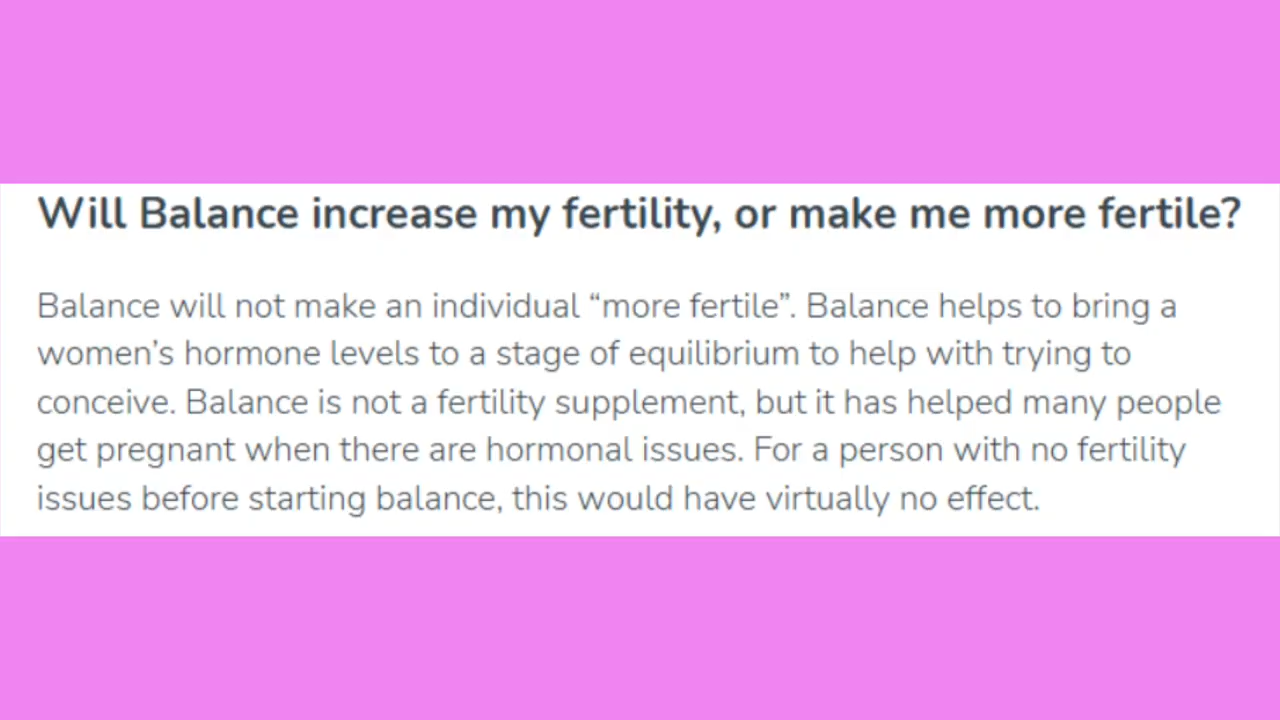 Will Balance increase my fertility, or make me more fertile?
Balance will not make an individual “more fertile”. Balance helps to bring a
women’s hormone levels to a stage of equilibrium to help with trying to
conceive. Balance is not a fertility supplement, but it has helped many people
get pregnant when there are hormonal issues. For a person with no fertility
issues before starting balance, this would have virtually no effect.